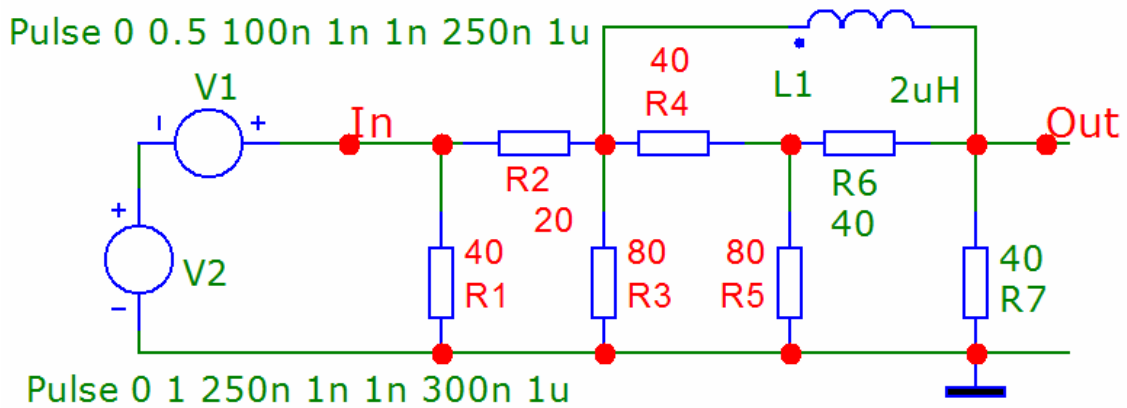 Pulse 0 0.5 100n 1n 1n 250n 1u
40
L1
2uH
V1
R4
- +
In
Out
R2
R6
20
40
+
V2
-
40
R1
80
R3
80
R5
40
R7
Pulse 0 1 250n 1n 1n 300n 1u